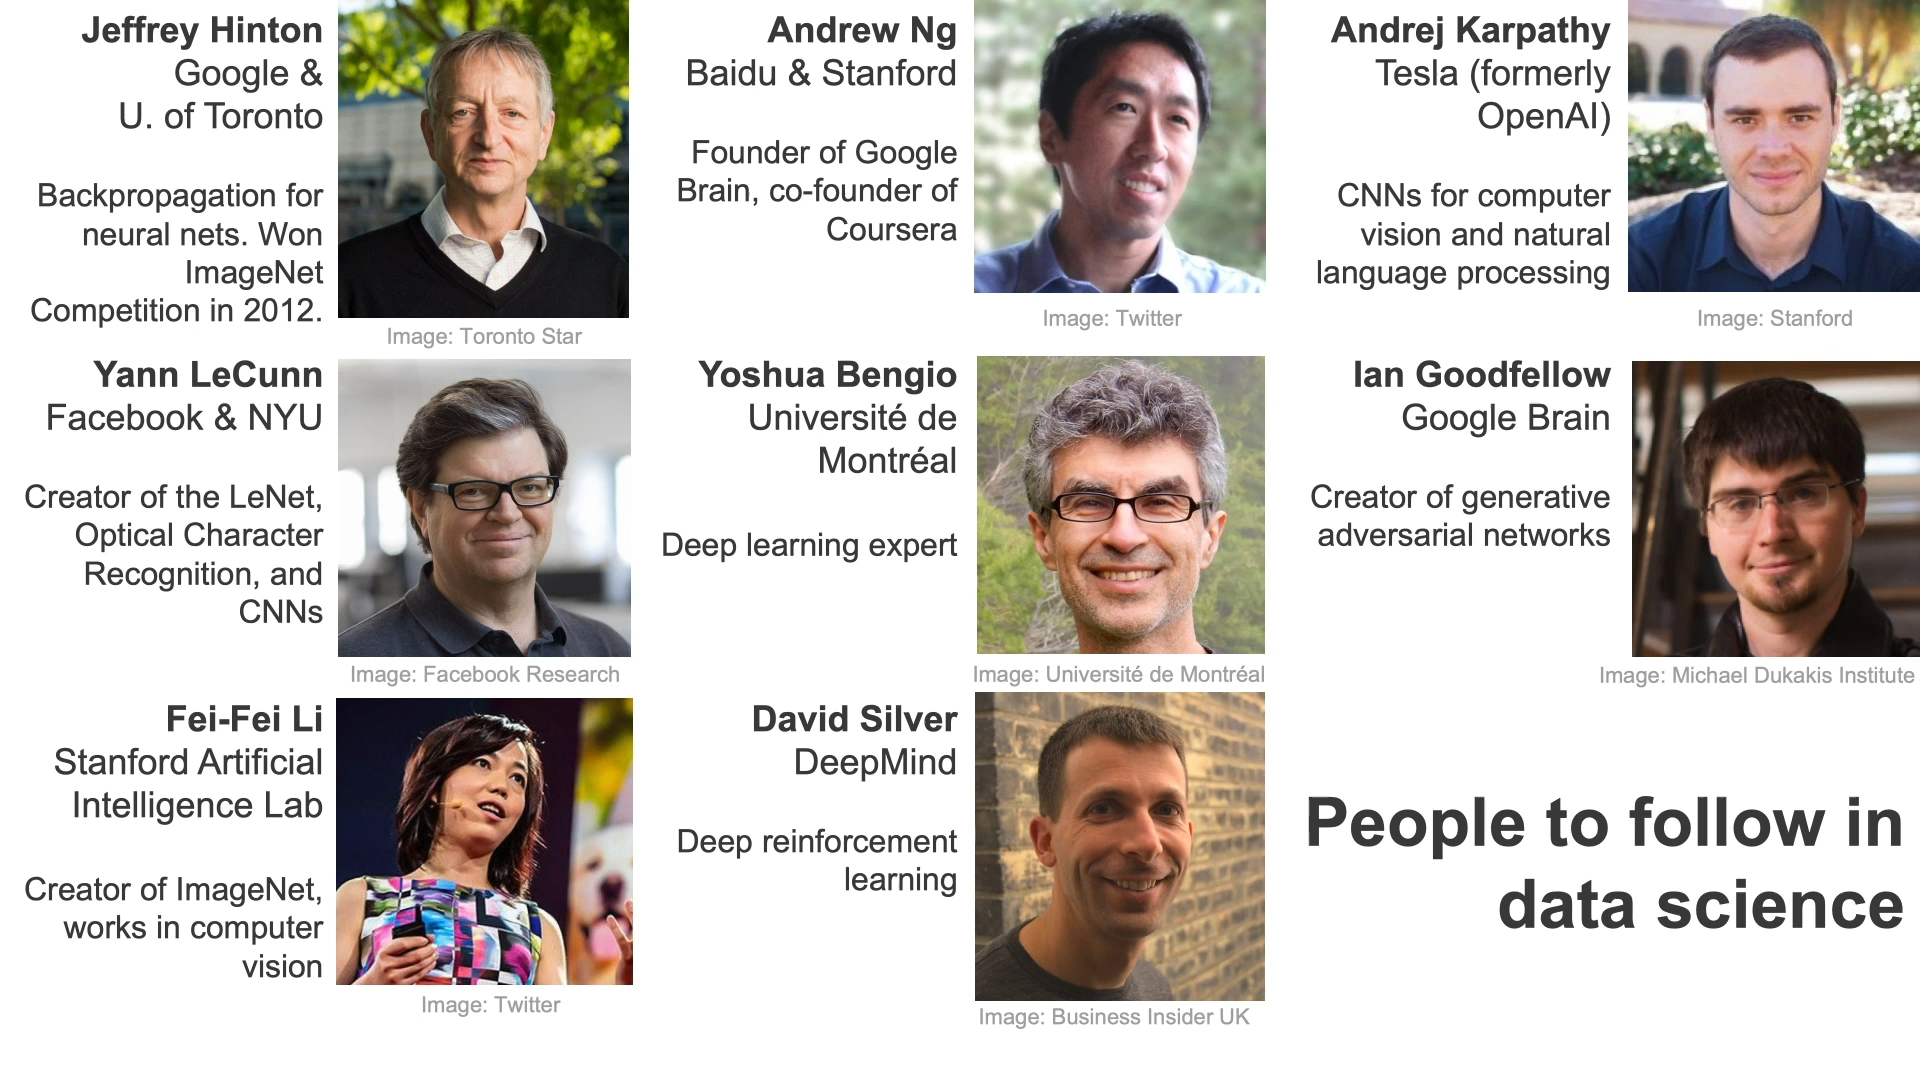 Jeffrey Hinton
Google &
U. of Toronto
Backpropagation for
neural nets. Won
ImageNet
Competition in 2012.
Image: Toronto Star
Andrew Ng
Baidu & Stanford
Founder of Google
Brain, co-founder of
Coursera
Image: Twitter
Andrej Karpathy
Tesla (formerly
OpenAI)
CNNs for computer
vision and natural
language processing
Image: Stanford
Yann LeCunn
Facebook & NYU
Creator of the LeNet,
Optical Character
Recognition, and
CNNs
Image: Facebook Research
Yoshua Bengio
Université de
Montréal
Deep learning expert
Image: Université de Montréal
Ian Goodfellow
Google Brain
Creator of generative
adversarial networks
Image: Michael Dukakis Institute
Fei-Fei Li
Stanford Artificial
Intelligence Lab
Creator of ImageNet,
works in computer
vision
Image: Twitter
David Silver
DeepMind
Deep reinforcement
learning
Image: Business Insider UK
People to follow in
data science